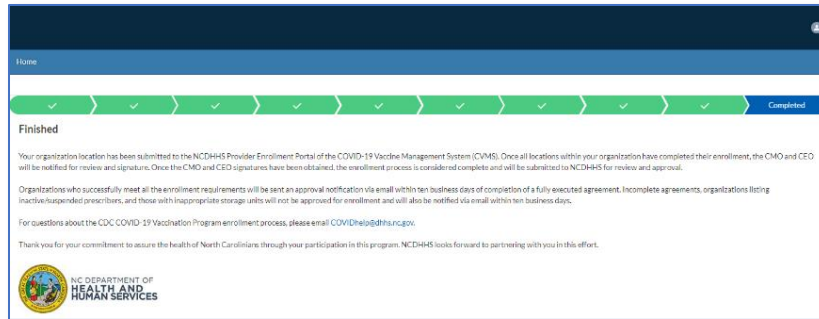 Home
Completed
Finished
Your organization location has been submitted to the NCDHHS Provider Enrollment Portal of the COVID-19 Vaccine Management System (CVMS). Once all locations within your organization have completed their enrollment, the CMO and CEO
will be notified for review and signature. Once the CMO and CEO signatures have been obtained, the enrollment process is considered complete and will be submitted to NCDHHS for review and approval.
Organizations who successfully meet all the enrollment requirements will be sent an approval notification via email within ten business days of completion of a fully executed agreement. Incomplete agreements, organizations listing
inactive/suspended prescribers, and those with inappropriate storage units will not be approved for enrollment and will also be notified via email within ten business days.
For questions about the CDC COVID-19 Vaccination Program enrollment process, please email COVIDhelp@dhhs.nc.gov.
Thank you for your commitment to assure the health of North Carolinians through your participation in this program. NCDHHS looks forward to partnering with you in this effort.
NC DEPARTMENT OF
HEALTH AND
HUMAN SERVICES